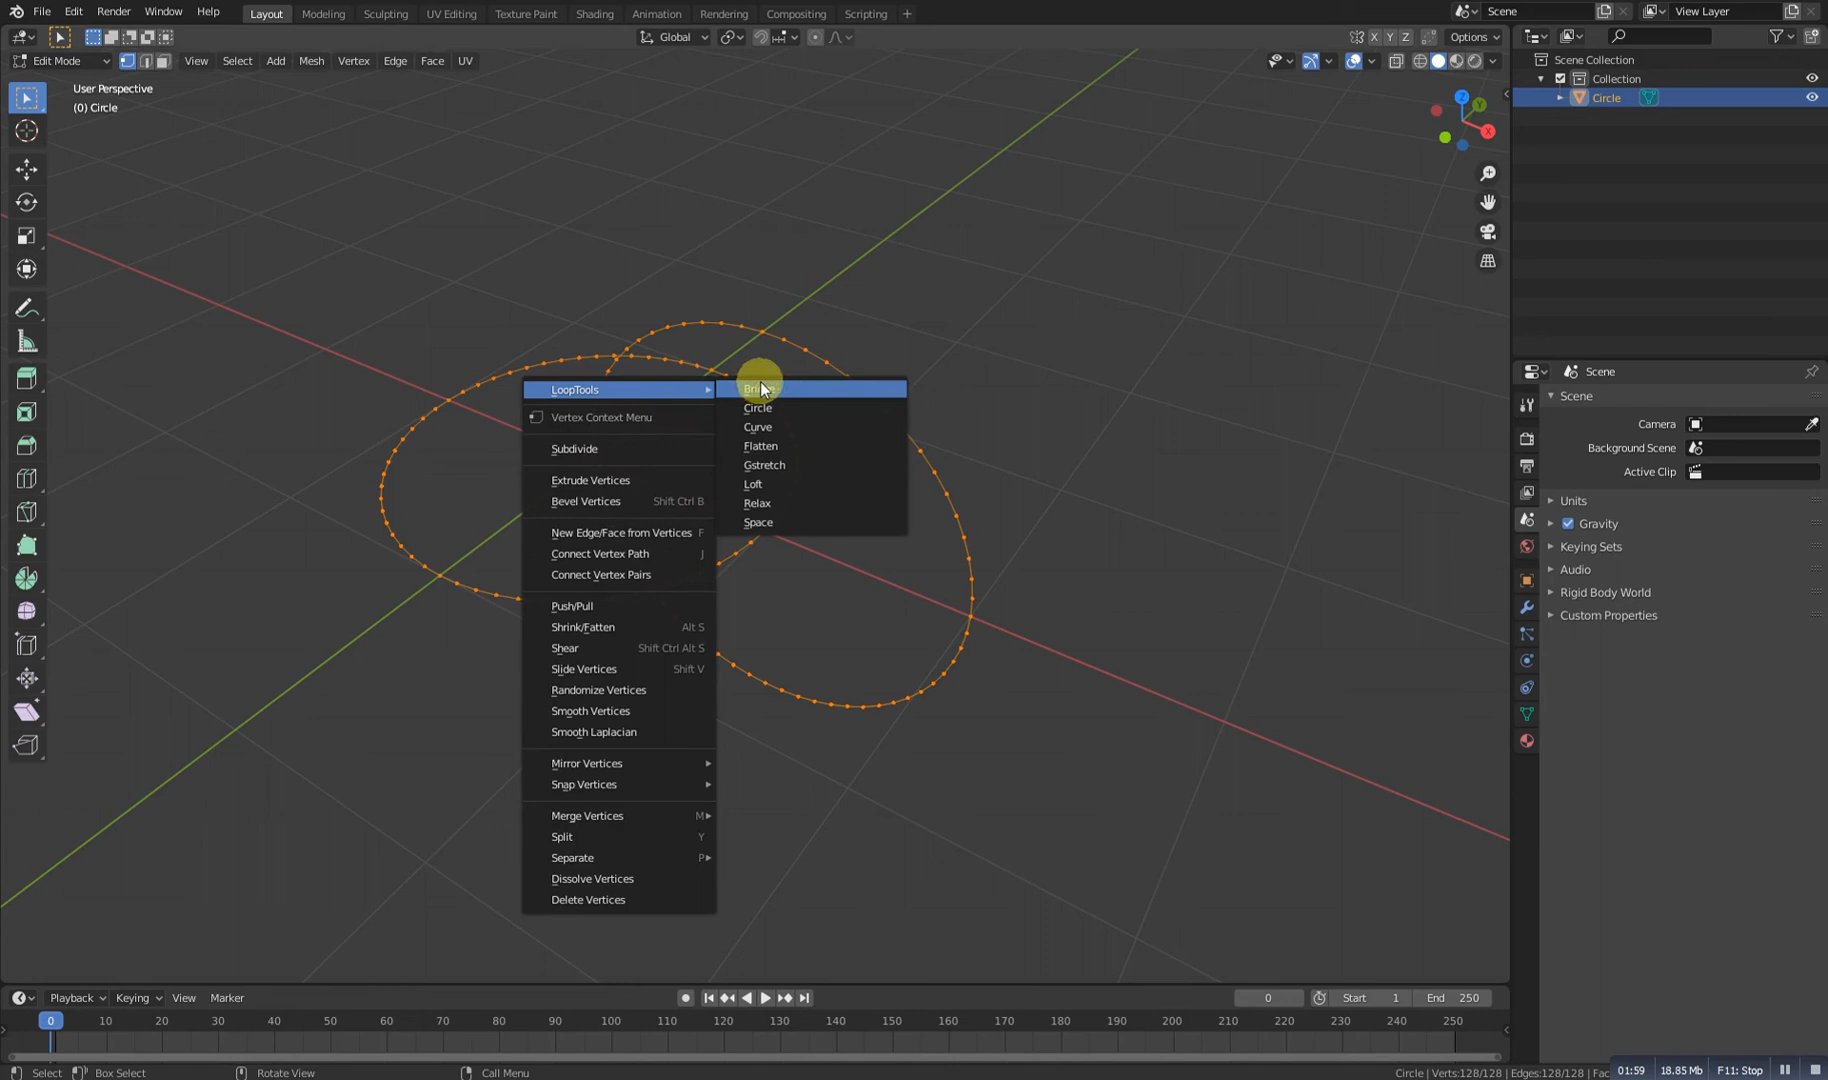 File Edit Render Window Help Layout Modeling Sculpting UV Editing Texture Paint Shading Animation Rendering Compositing Scripting + Scene View Layer
Global X Y Z Options
Edit Mode View Select Add Mesh Vertex Edge Face UV
User Perspective
(0) Circle
Z Y X
Scene Collection
Collection
Circle
LoopTools
Vertex Context Menu
Subdivide
Extrude Vertices
Bevel Vertices Shift Ctrl B
New Edge/Face from Vertices F
Connect Vertex Path J
Connect Vertex Pairs
Push/Pull
Shrink/Fatten Alt S
Shear Shift Ctrl Alt S
Slide Vertices Shift V
Randomize Vertices
Smooth Vertices
Smooth Laplacian
Mirror Vertices
Snap Vertices
Merge Vertices M
Split Y
Separate P
Dissolve Vertices
Delete Vertices
Circle
Curve
Flatten
Gstretch
Loft
Relax
Space
Scene
Scene
Camera
Background Scene
Active Clip
Units
Gravity
Keying Sets
Audio
Rigid Body World
Custom Properties
Playback Keying View Marker 0 Start 1 End 250
0 10 20 30 40 50 60 70 80 90 100 110 120 130 140 150 160 170 180 190 200 210 220 230 240 250
Select Box Select Rotate View Call Menu Circle | Verts:128/128 | Edges:128/128 | Fac 01:59 18.85 Mb F11: Stop